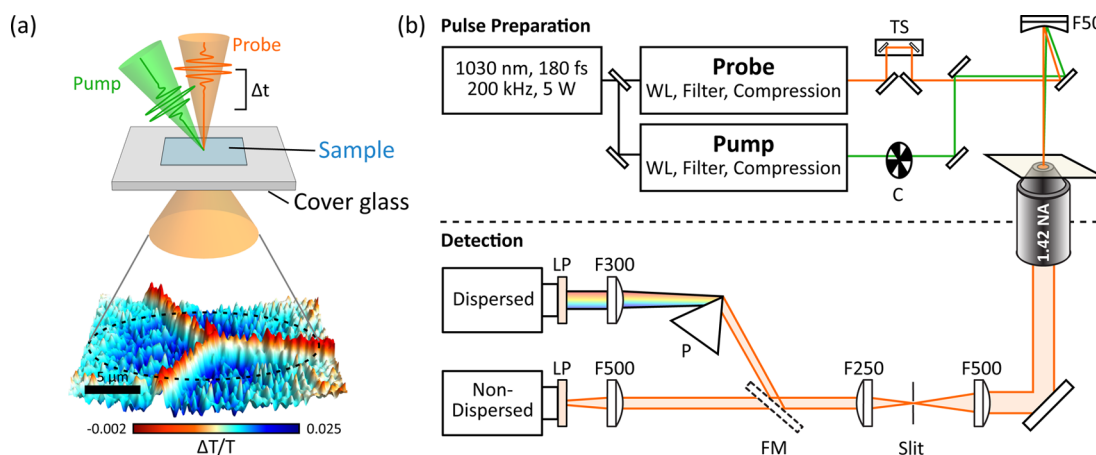 (a)
Probe
Pump
Δt
Sample
Cover glass
5 μm
-0.002
0.025
ΔT/T
(b)
Pulse Preparation
1030 nm, 180 fs
200 kHz, 5 W
Probe
WL, Filter, Compression
Pump
WL, Filter, Compression
TS
C
F50
1.42 NA
Detection
Dispersed
LP
F300
P
Non-
Dispersed
LP
F500
FM
F250
Slit
F500